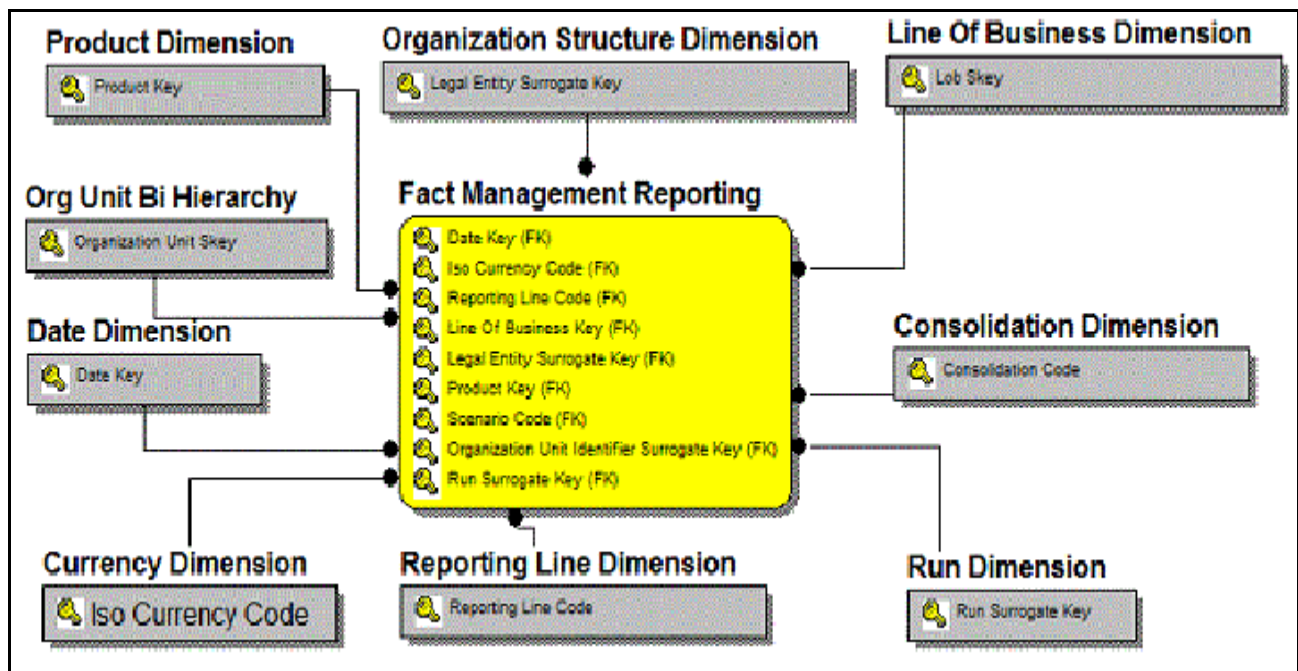 Product Dimension
Product Key
Organization Structure Dimension
Legal Entity Surrogate Key
Line Of Business Dimension
Lob Skey
Org Unit Bi Hierarchy
Organization Unit Skey
Fact Management Reporting
Date Key (FK)
Iso Currency Code (FK)
Reporting Line Code (FK)
Line Of Business Key (FK)
Legal Entity Surrogate Key (FK)
Product Key (FK)
Scenario Code (FK)
Organization Unit Identifier Surrogate Key (FK)
Run Surrogate Key (FK)
Date Dimension
Date Key
Consolidation Dimension
Consolidation Code
Currency Dimension
Iso Currency Code
Reporting Line Dimension
Reporting Line Code
Run Dimension
Run Surrogate Key